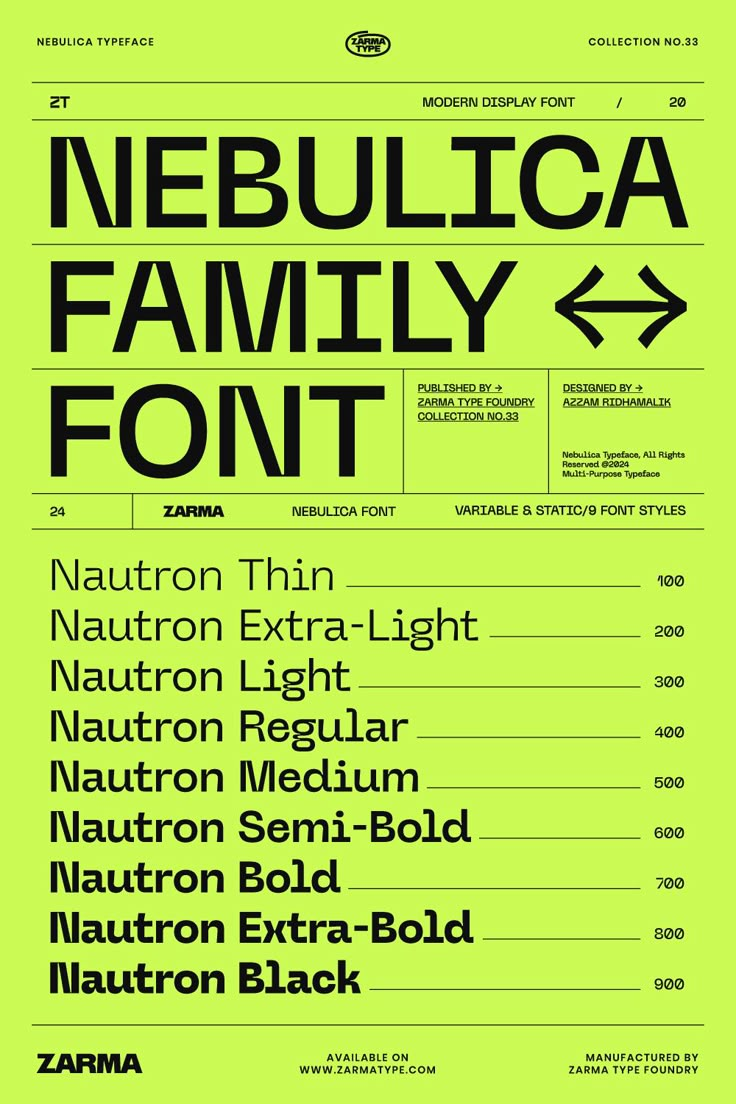 NEBULICA TYPEFACE
ZARMA
TYPE
COLLECTION NO.33
ZT
MODERN DISPLAY FONT / 20
NEBULICA
FAMILY ↔
FONT
PUBLISHED BY →
ZARMA TYPE FOUNDRY
COLLECTION NO.33
DESIGNED BY →
AZZAM RIDHAMALIK
Nebulica Typeface, All Rights
Reserved @2024
Multi-Purpose Typeface
24
ZARMA
NEBULICA FONT
VARIABLE & STATIC/9 FONT STYLES
Nautron Thin 100
Nautron Extra-Light 200
Nautron Light 300
Nautron Regular 400
Nautron Medium 500
Nautron Semi-Bold 600
Nautron Bold 700
Nautron Extra-Bold 800
Nautron Black 900
ZARMA
AVAILABLE ON
WWW.ZARMATYPE.COM
MANUFACTURED BY
ZARMA TYPE FOUNDRY